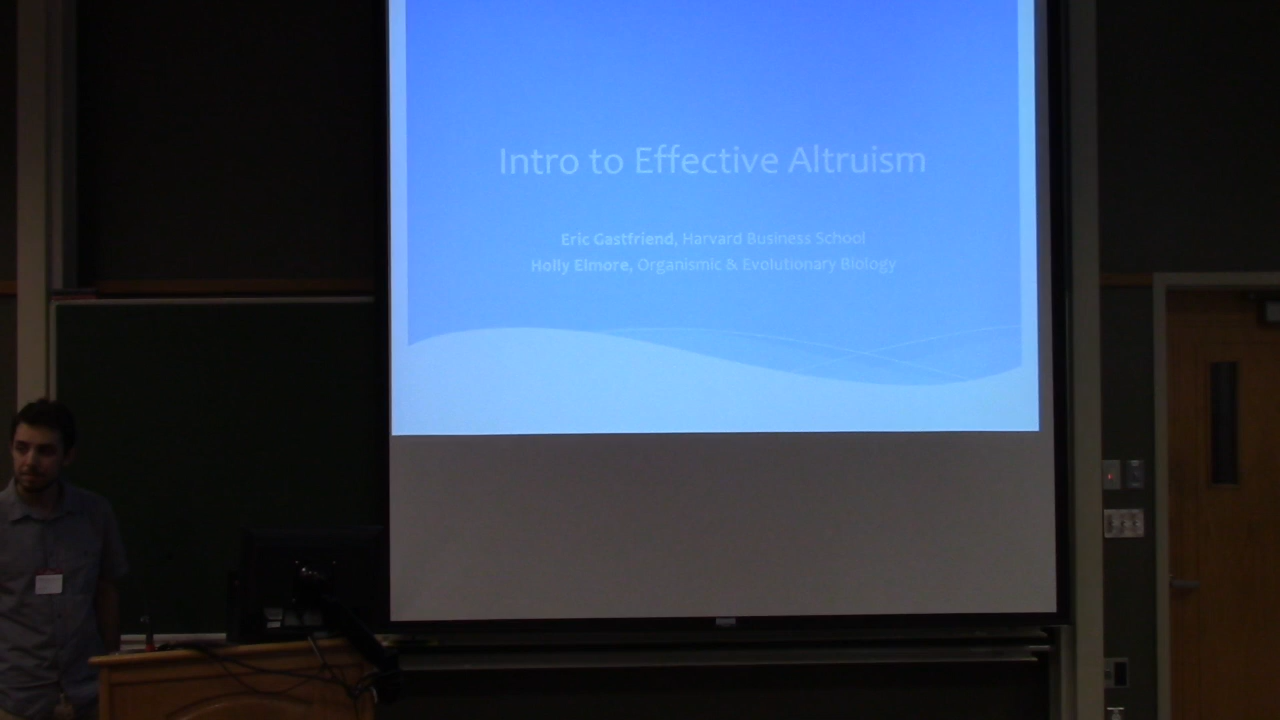 Intro to Effective Altruism
Eric Gastfriend, Harvard Business School
Holly Elmore, Organismic & Evolutionary Biology